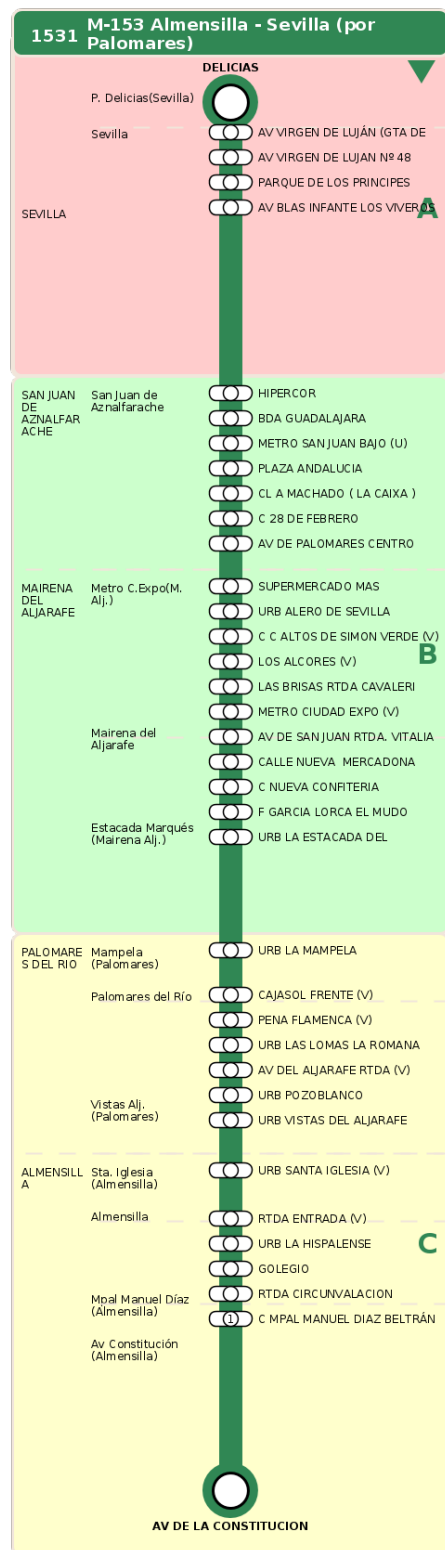 1531 M-153 Almensilla - Sevilla (por
Palomares)
DELICIAS
P. Delicias(Sevilla)
Sevilla
AV VIRGEN DE LUJÁN (GTA DE
AV VIRGEN DE LUJAN Nº 48
PARQUE DE LOS PRINCIPES
SEVILLA
AV BLAS INFANTE LOS VIVEROS
A
SAN JUAN
DE
AZNALFAR
ACHE
San Juan de
Aznalfarache
HIPERCOR
BDA GUADALAJARA
METRO SAN JUAN BAJO (U)
PLAZA ANDALUCIA
CL A MACHADO ( LA CAIXA )
C 28 DE FEBRERO
AV DE PALOMARES CENTRO
MAIRENA
DEL
ALJARAFE
Metro C.Expo(M.
Alj.)
SUPERMERCADO MAS
URB ALERO DE SEVILLA
C C ALTOS DE SIMON VERDE (V)
B
LOS ALCORES (V)
LAS BRISAS RTDA CAVALERI
METRO CIUDAD EXPO (V)
Mairena del
Aljarafe
AV DE SAN JUAN RTDA. VITALIA
CALLE NUEVA  MERCADONA
C NUEVA CONFITERIA
F GARCIA LORCA EL MUDO
Estacada Marqués
(Mairena Alj.)
URB LA ESTACADA DEL
PALOMARE
S DEL RIO
Mampela
(Palomares)
URB LA MAMPELA
Palomares del Río
CAJASOL FRENTE (V)
PENA FLAMENCA (V)
URB LAS LOMAS LA ROMANA
AV DEL ALJARAFE RTDA (V)
URB POZOBLANCO
Vistas Alj.
(Palomares)
URB VISTAS DEL ALJARAFE
ALMENSILL
A
Sta. Iglesia
(Almensilla)
URB SANTA IGLESIA (V)
Almensilla
RTDA ENTRADA (V)
URB LA HISPALENSE
C
GOLEGIO
RTDA CIRCUNVALACION
Mpal Manuel Díaz
(Almensilla)
1
C MPAL MANUEL DIAZ BELTRÁN
Av Constitución
(Almensilla)
AV DE LA CONSTITUCION